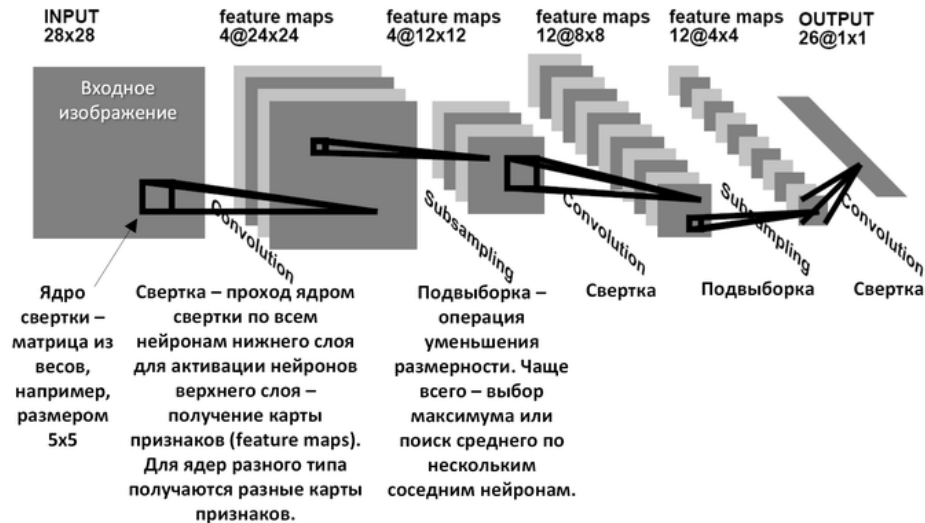 INPUT
28x28
feature maps
4@24x24
feature maps
4@12x12
feature maps
12@8x8
feature maps
12@4x4
OUTPUT
26@1x1
Входное
изображение
Convolution
Subsampling
Convolution
Subsampling
Convolution
Ядро
свертки –
матрица из
весов,
например,
размером
5x5
Свертка – проход ядром
свертки по всем
нейронам нижнего слоя
для активации нейронов
верхнего слоя –
получение карты
признаков (feature maps).
Для ядер разного типа
получаются разные карты
признаков.
Подвыборка –
операция
уменьшения
размерности. Чаще
всего – выбор
максимума или
поиск среднего по
нескольким
соседним нейронам.
Свертка
Подвыборка
Свертка